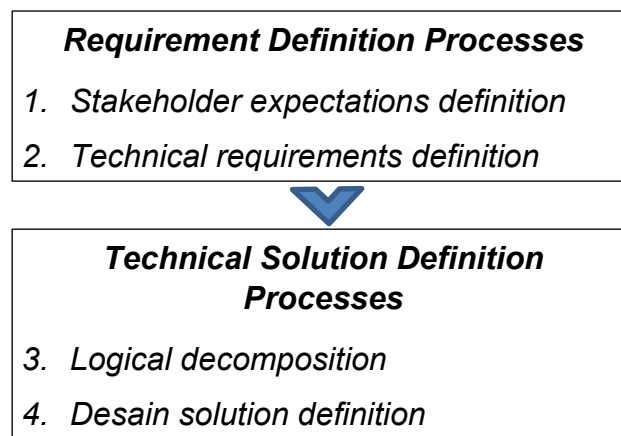 Requirement Definition Processes
1. Stakeholder expectations definition
2. Technical requirements definition
Technical Solution Definition
Processes
3. Logical decomposition
4. Desain solution definition